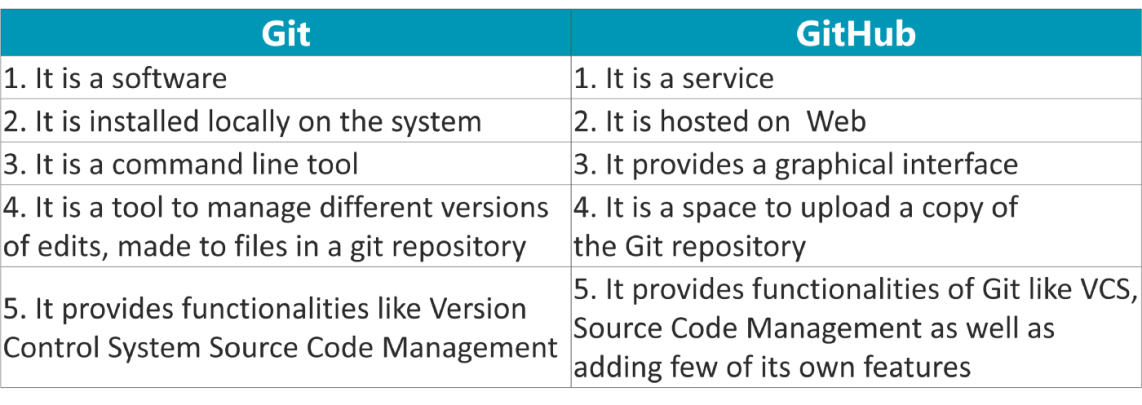 Git
GitHub
1. It is a software
1. It is a service
2. It is installed locally on the system
2. It is hosted on  Web
3. It is a command line tool
3. It provides a graphical interface
4. It is a tool to manage different versions
of edits, made to files in a git repository
4. It is a space to upload a copy of
the Git repository
5. It provides functionalities like Version
Control System Source Code Management
5. It provides functionalities of Git like VCS,
Source Code Management as well as
adding few of its own features